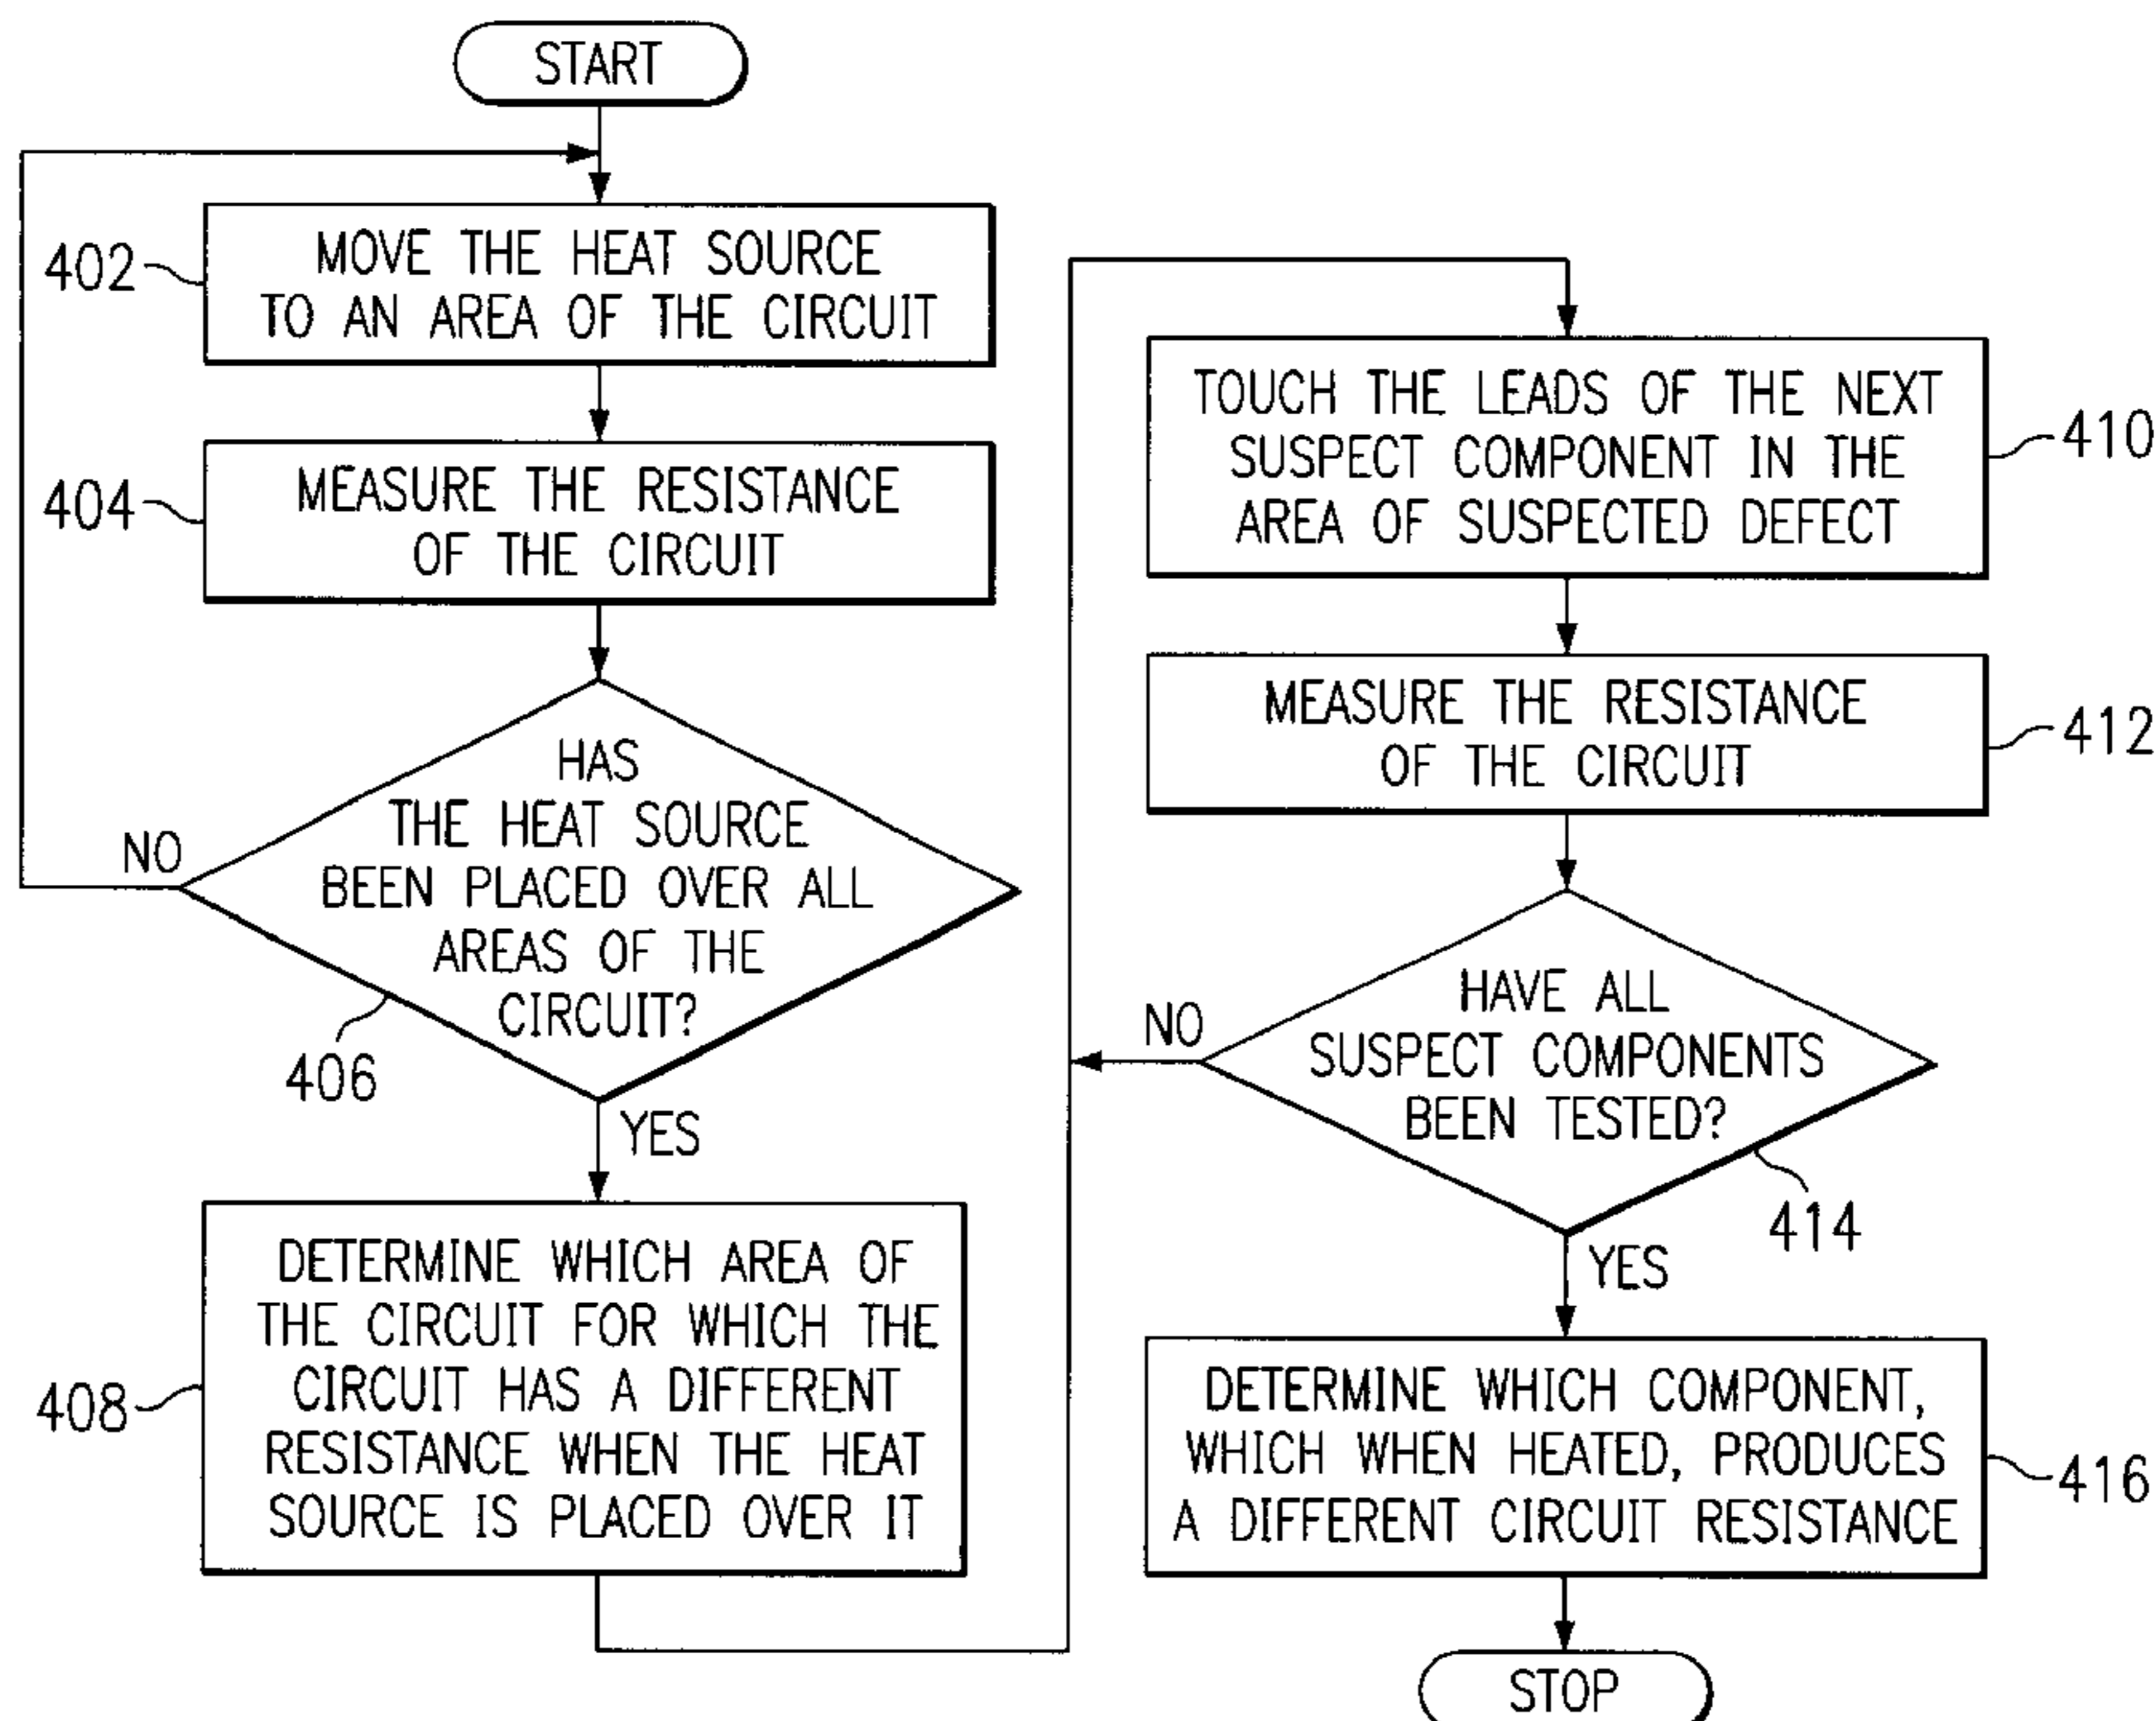 START
402
MOVE THE HEAT SOURCE
TO AN AREA OF THE CIRCUIT
404
MEASURE THE RESISTANCE
OF THE CIRCUIT
HAS
THE HEAT SOURCE
BEEN PLACED OVER ALL
AREAS OF THE
CIRCUIT?
NO
406
YES
408
DETERMINE WHICH AREA OF
THE CIRCUIT FOR WHICH THE
CIRCUIT HAS A DIFFERENT
RESISTANCE WHEN THE HEAT
SOURCE IS PLACED OVER IT
TOUCH THE LEADS OF THE NEXT
SUSPECT COMPONENT IN THE
AREA OF SUSPECTED DEFECT
410
MEASURE THE RESISTANCE
OF THE CIRCUIT
412
HAVE ALL
SUSPECT COMPONENTS
BEEN TESTED?
NO
414
YES
DETERMINE WHICH COMPONENT,
WHICH WHEN HEATED, PRODUCES
A DIFFERENT CIRCUIT RESISTANCE
416
STOP